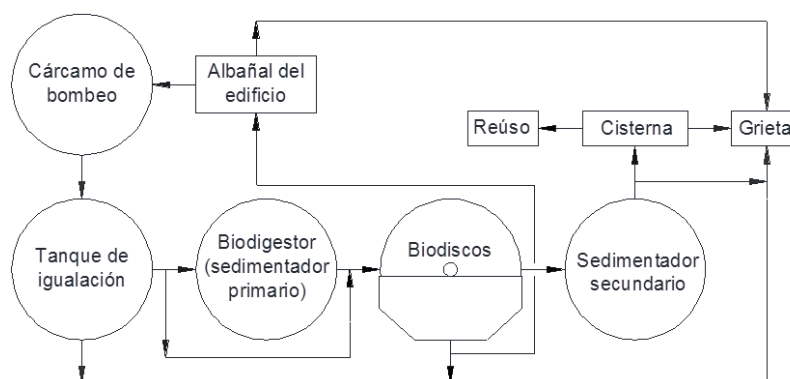 Cárcamo de
bombeo
Albañal del
edificio
Reúso
Cisterna
Grieta
Tanque de
igualación
Biodigestor
(sedimentador
primario)
Biodiscos
Sedimentador
secundario